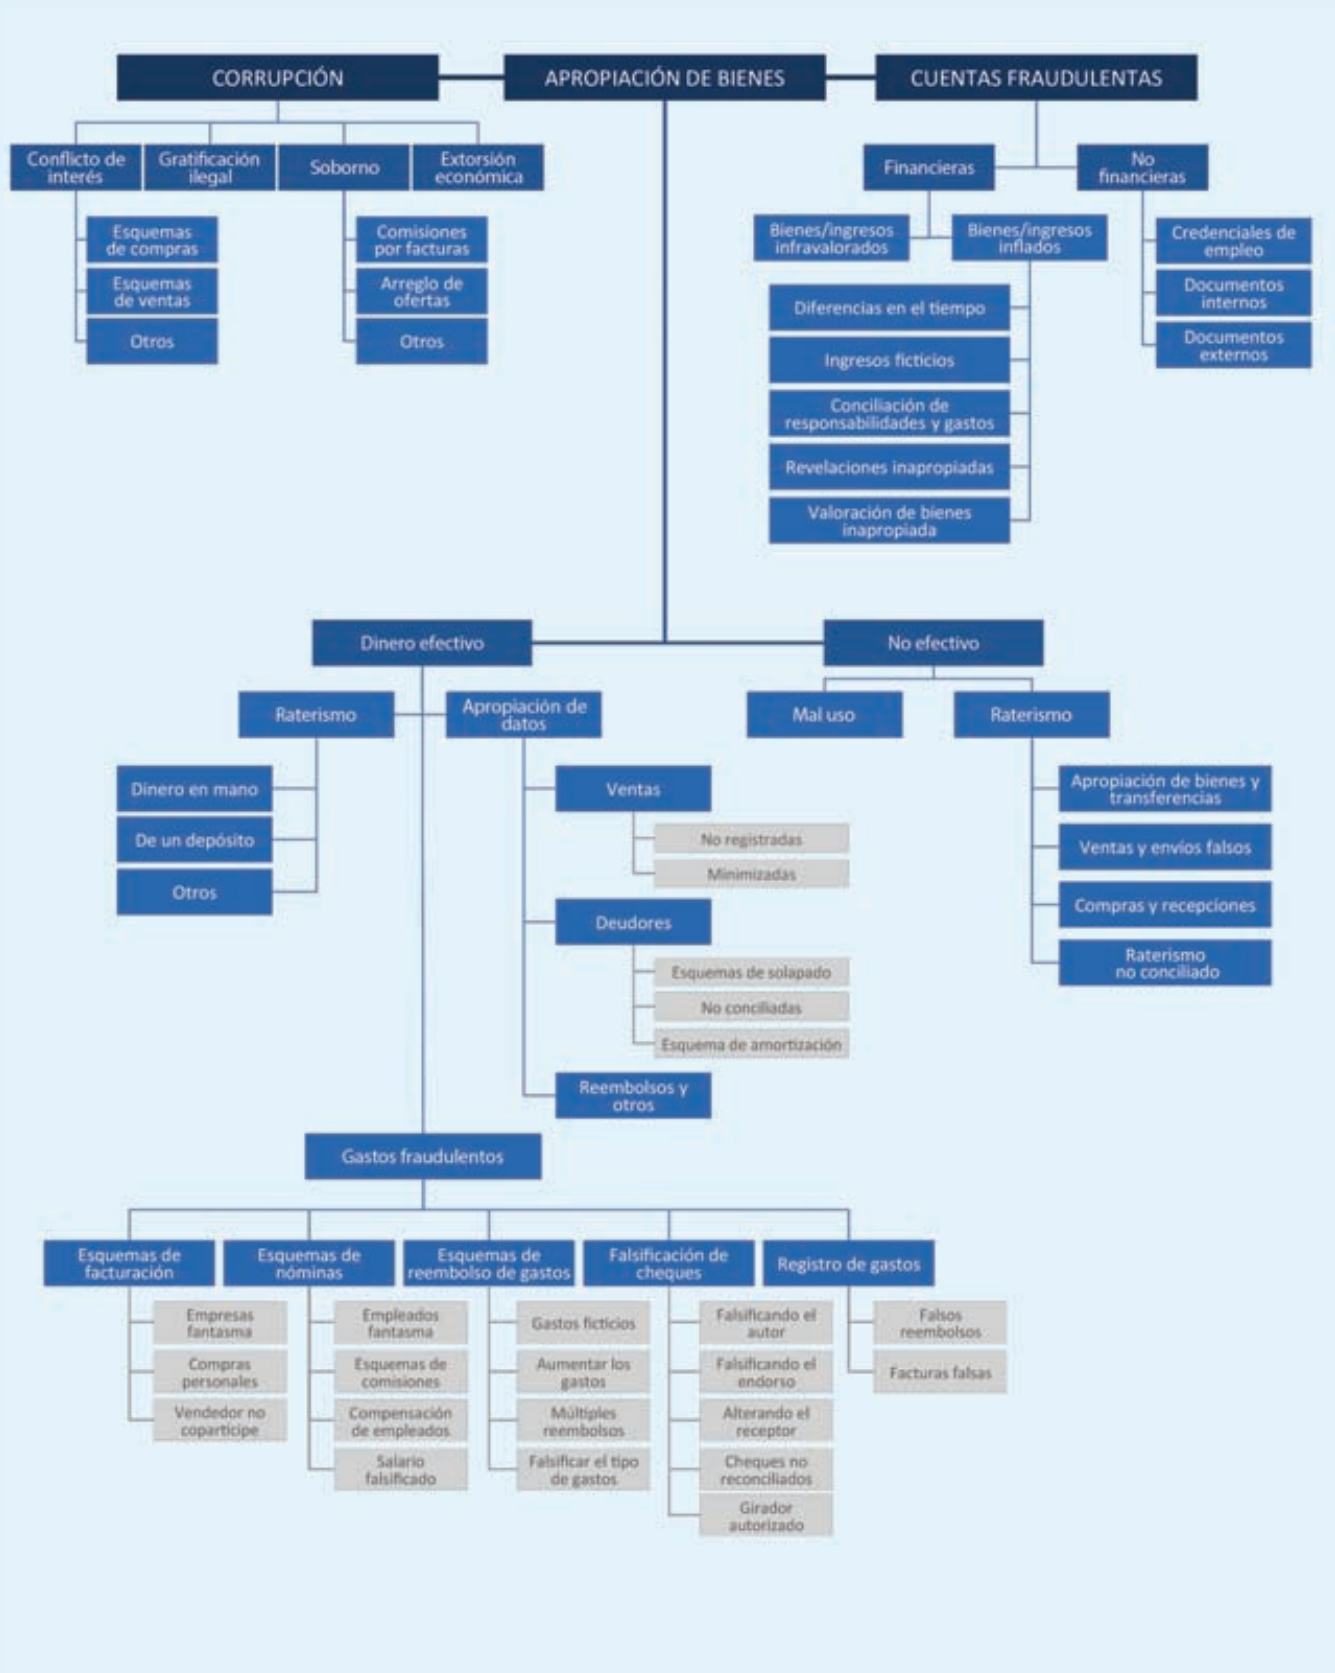 CORRUPCIÓN
APROPIACIÓN DE BIENES
CUENTAS FRAUDULENTAS
Conflicto de
interés
Gratificación
ilegal
Soborno
Extorsión
económica
Esquemas
de compras
Esquemas
de ventas
Otros
Comisiones
por facturas
Arreglo de
ofertas
Otros
Financieras
No
financieras
Bienes/ingresos
infravalorados
Bienes/ingresos
inflados
Diferencias en el tiempo
Ingresos ficticios
Conciliación de
responsabilidades y gastos
Revelaciones inapropiadas
Valoración de bienes
inapropiada
Credenciales de
empleo
Documentos
internos
Documentos
externos
Dinero efectivo
No efectivo
Raterismo
Apropiación de
datos
Mal uso
Raterismo
Dinero en mano
De un depósito
Otros
Ventas
No registradas
Minimizadas
Deudores
Esquemas de solapado
No conciliadas
Esquema de amortización
Reembolsos y
otros
Apropiación de bienes y
transferencias
Ventas y envíos falsos
Compras y recepciones
Raterismo
no conciliado
Gastos fraudulentos
Esquemas de
facturación
Esquemas de
nóminas
Esquemas de
reembolso de gastos
Falsificación de
cheques
Registro de gastos
Empresas
fantasma
Compras
personales
Vendedor no
coparticipe
Empleados
fantasma
Esquemas de
comisiones
Compensación
de empleados
Salario
falsificado
Gastos ficticios
Aumentar los
gastos
Múltiples
reembolsos
Falsificar el tipo
de gastos
Falsificando el
autor
Falsificando el
endorso
Alterando el
receptor
Cheques no
reconciliados
Girador
autorizado
Falsos
reembolsos
Facturas falsas